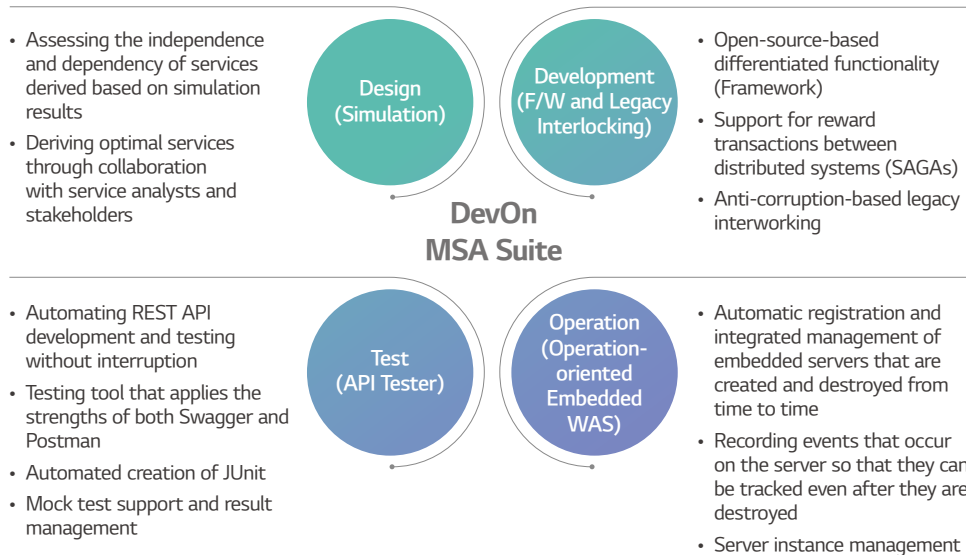 • Assessing the independence
and dependency of services
derived based on simulation
results
• Deriving optimal services
through collaboration
with service analysts and
stakeholders
Design
(Simulation)
Development
(F/W and Legacy
Interlocking)
• Open-source-based
differentiated functionality
(Framework)
• Support for reward
transactions between
distributed systems (SAGAs)
• Anti-corruption-based legacy
interworking
DevOn
MSA Suite
• Automating REST API
development and testing
without interruption
• Testing tool that applies the
strengths of both Swagger and
Postman
• Automated creation of JUnit
• Mock test support and result
management
Test
(API Tester)
Operation
(Operation-
oriented
Embedded
WAS)
• Automatic registration and
integrated management of
embedded servers that are
created and destroyed from
time to time
• Recording events that occur
on the server so that they can
be tracked even after they are
destroyed
• Server instance management